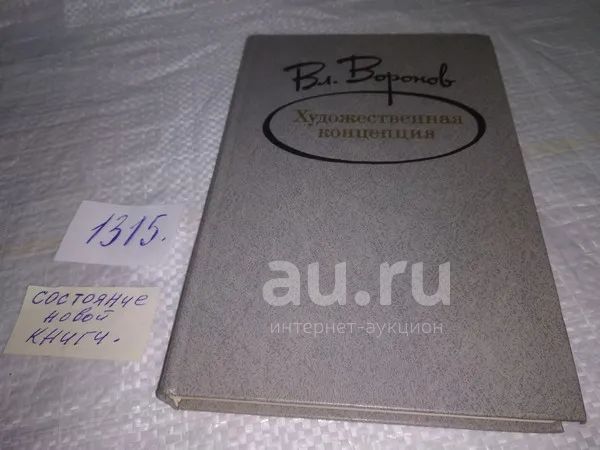 Вл. Воронов
Художественная
концепция
1315.
состояние
новой
книги.
au.ru
интернет-аукцион